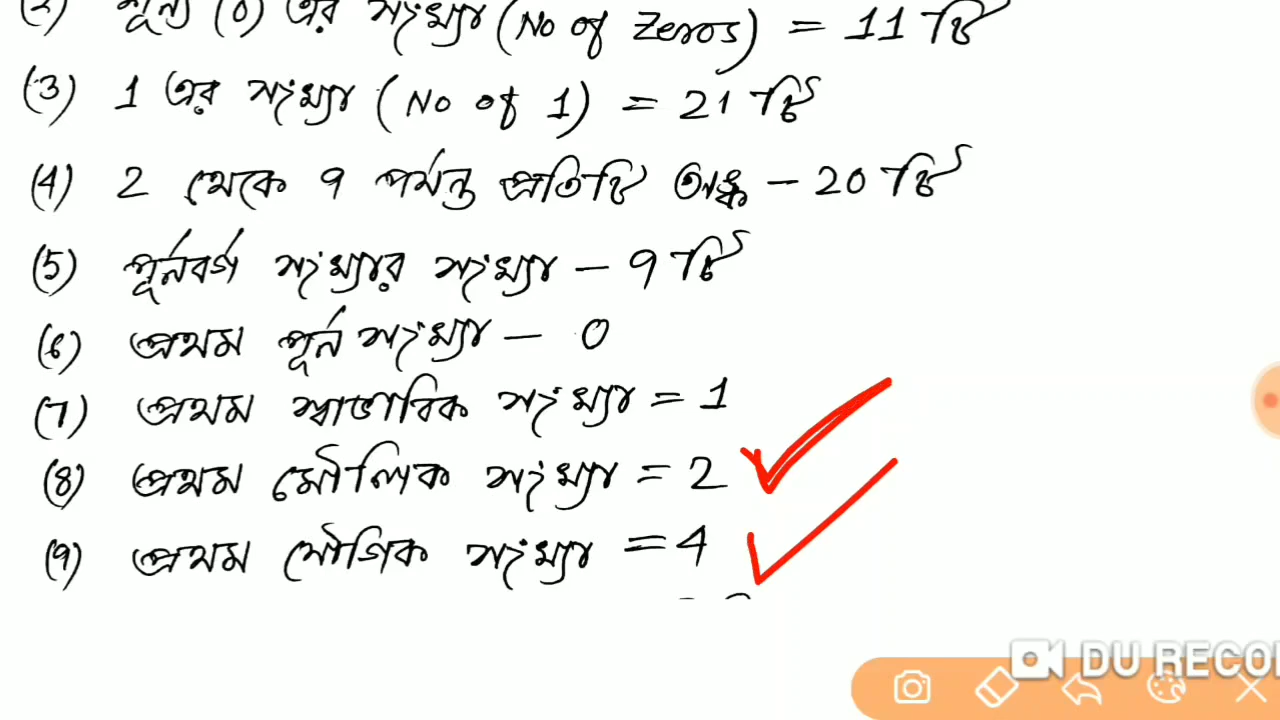 (2) শূন্য (0) এর সংখ্যা (No of Zeros) = 11 টি
(3) 1 এর সংখ্যা (No of 1) = 21 টি
(4) 2 থেকে 9 পর্যন্ত প্রতিটি অঙ্ক – 20 টি
(5) পূর্নবর্গ সংখ্যার সংখ্যা – 9 টি
(6) প্রথম পূর্ন সংখ্যা – 0
(7) প্রথম স্বাভাবিক সংখ্যা = 1
(8) প্রথম মৌলিক সংখ্যা = 2
(9) প্রথম যৌগিক সংখ্যা = 4
DU RECO